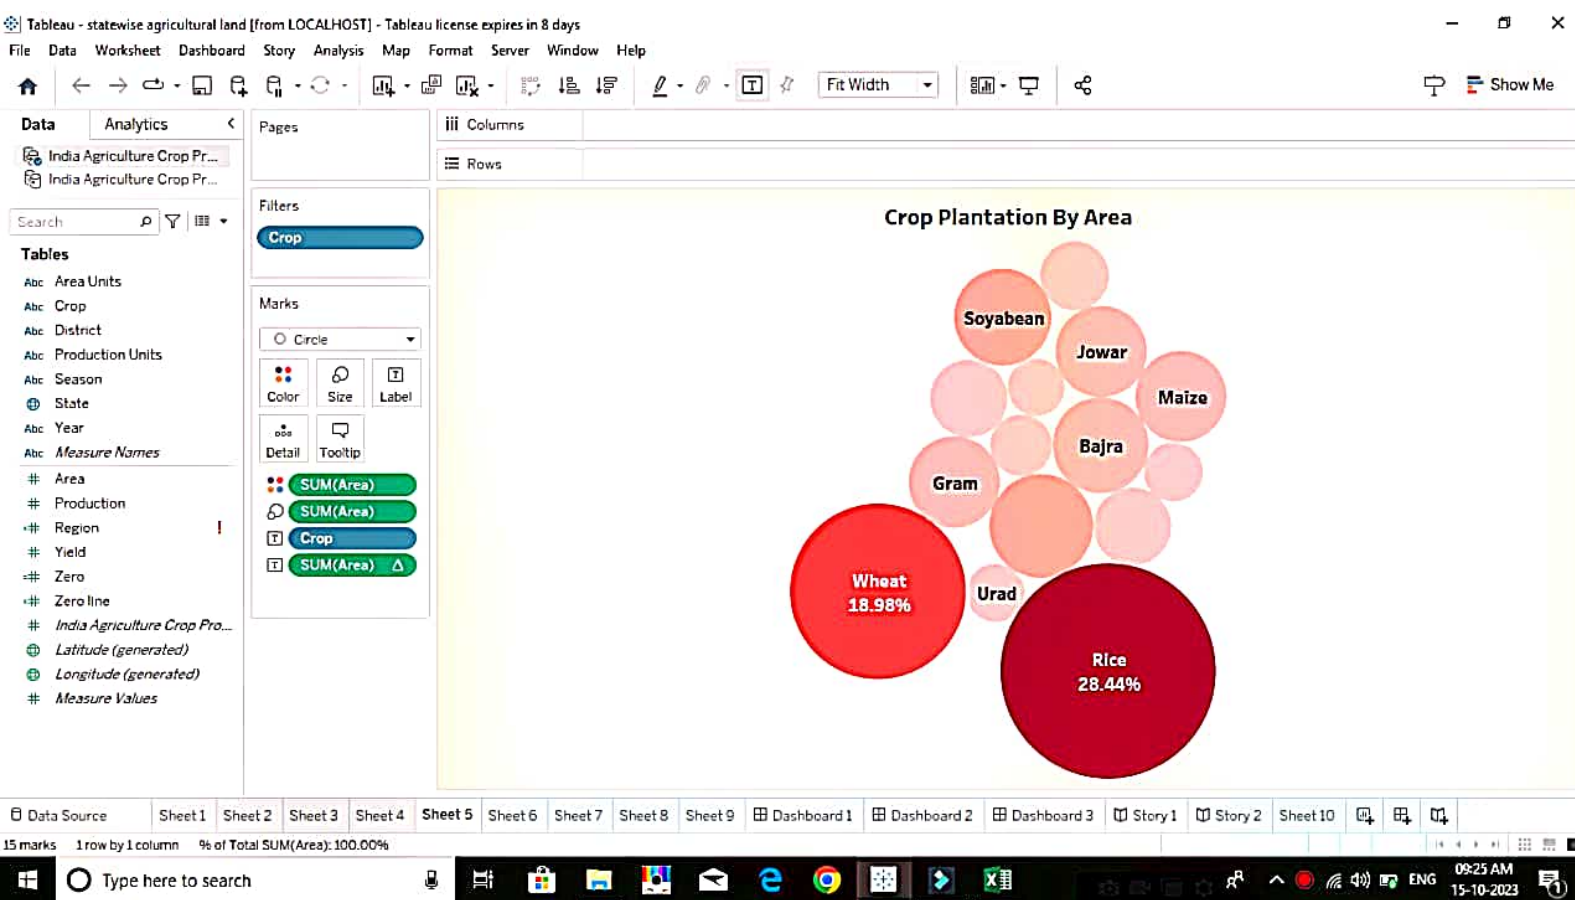 Tableau - statewise agricultural land [from LOCALHOST] - Tableau license expires in 8 days
File Data Worksheet Dashboard Story Analysis Map Format Server Window Help
Fit Width
Show Me
Data Analytics
India Agriculture Crop Pr...
India Agriculture Crop Pr...
Search
Tables
Abc Area Units
Abc Crop
Abc District
Abc Production Units
Abc Season
State
Abc Year
Abc Measure Names
# Area
# Production
# Region !
# Yield
=# Zero
# Zero line
# India Agriculture Crop Pro...
Latitude (generated)
Longitude (generated)
# Measure Values
Pages
Filters
Crop
Marks
Circle
Color Size Label
Detail Tooltip
SUM(Area)
SUM(Area)
Crop
SUM(Area) Δ
Columns
Rows
Crop Plantation By Area
Soyabean
Jowar
Maize
Bajra
Gram
Wheat
18.98%
Urad
Rice
28.44%
Data Source Sheet 1 Sheet 2 Sheet 3 Sheet 4 Sheet 5 Sheet 6 Sheet 7 Sheet 8 Sheet 9 Dashboard 1 Dashboard 2 Dashboard 3 Story 1 Story 2 Sheet 10
15 marks 1 row by 1 column % of Total SUM(Area): 100.00%
Type here to search
ENG
09:25 AM
15-10-2023
1